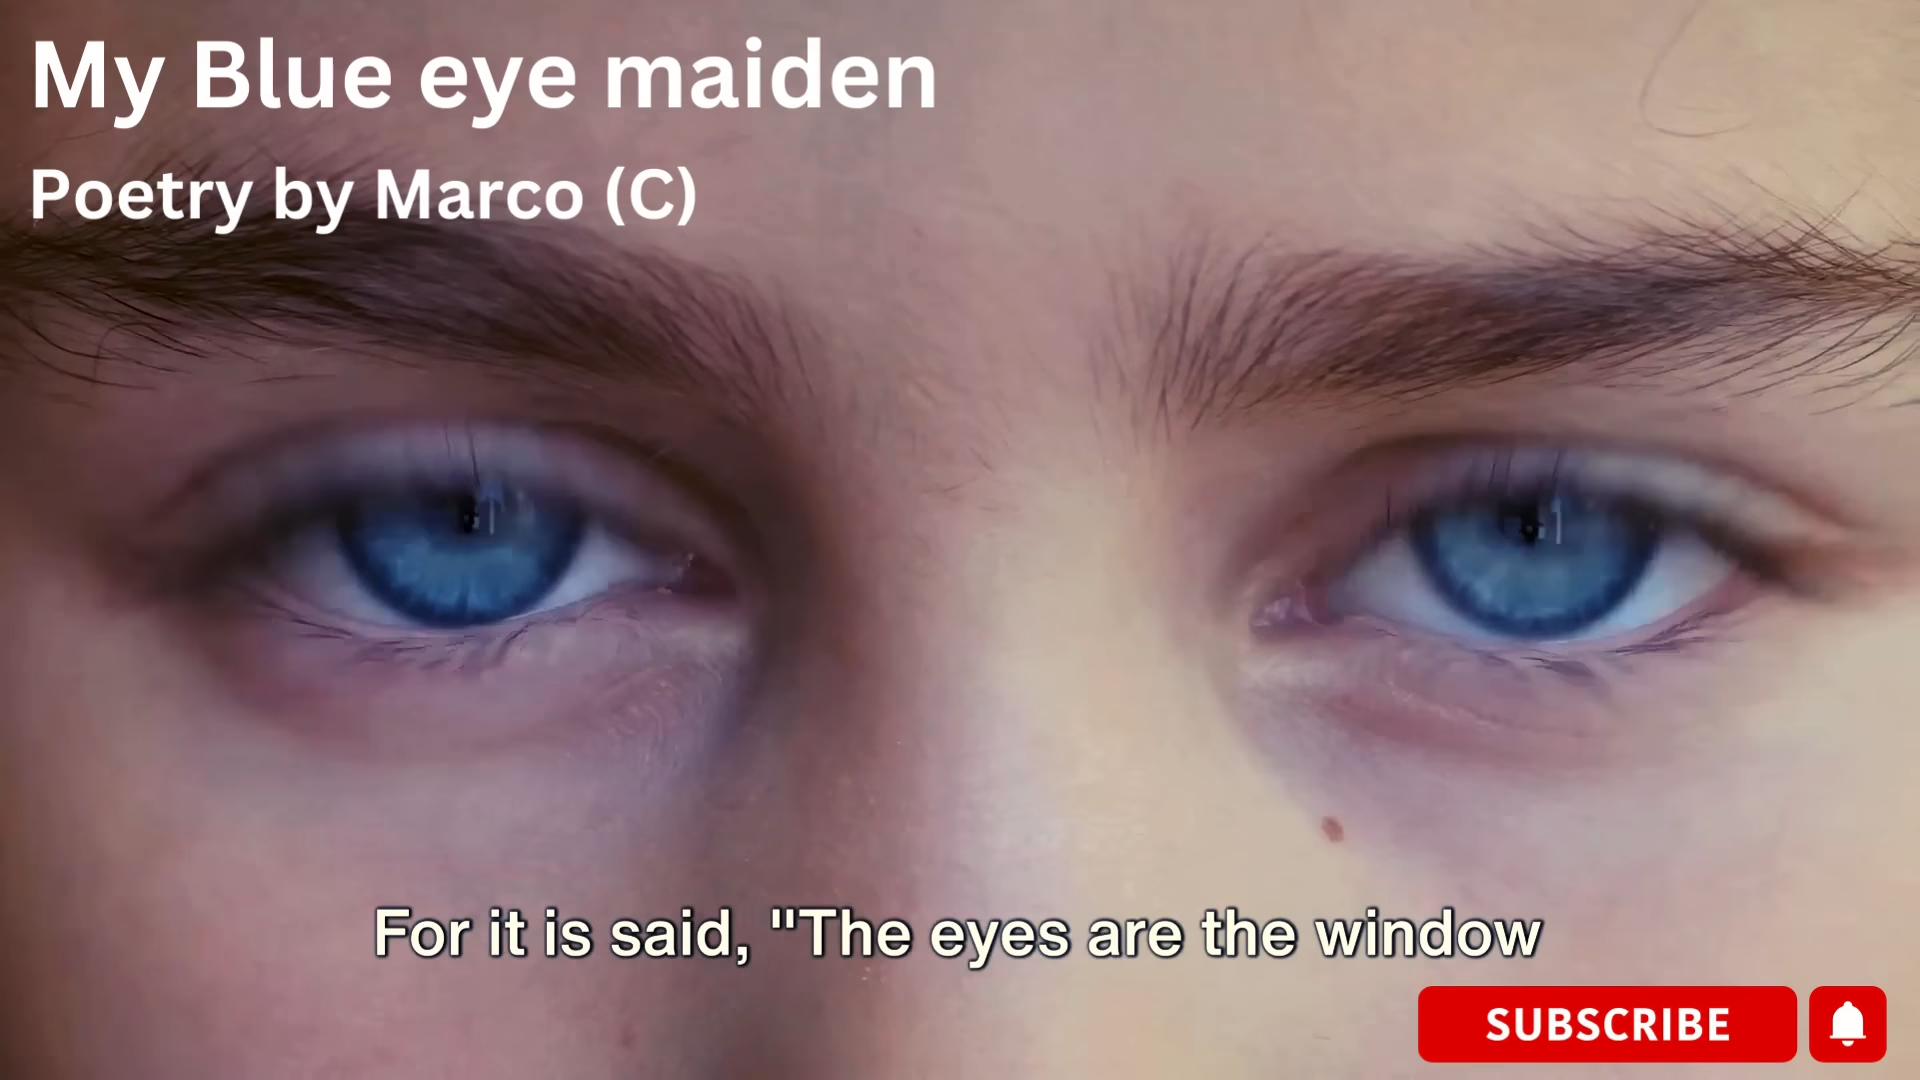 My Blue eye maiden
Poetry by Marco (C)
For it is said, "The eyes are the window
SUBSCRIBE